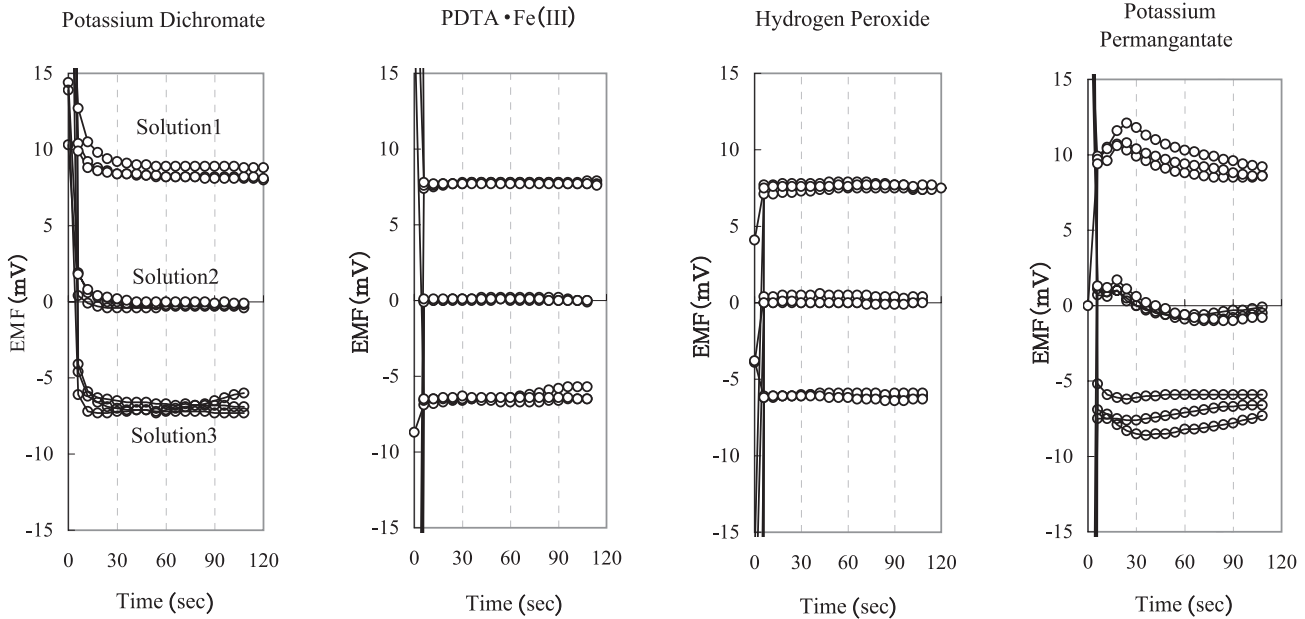 Potassium Dichromate
15
10
5
0
-5
-10
-15
EMF (mV)
Solution1
Solution2
Solution3
0 30 60 90 120
Time (sec)
PDTA•Fe(III)
15
10
5
0
-5
-10
-15
EMF (mV)
0 30 60 90 120
Time (sec)
Hydrogen Peroxide
15
10
5
0
-5
-10
-15
EMF (mV)
0 30 60 90 120
Time (sec)
Potassium
Permangantate
15
10
5
0
-5
-10
-15
EMF (mV)
0 30 60 90 120
Time (sec)